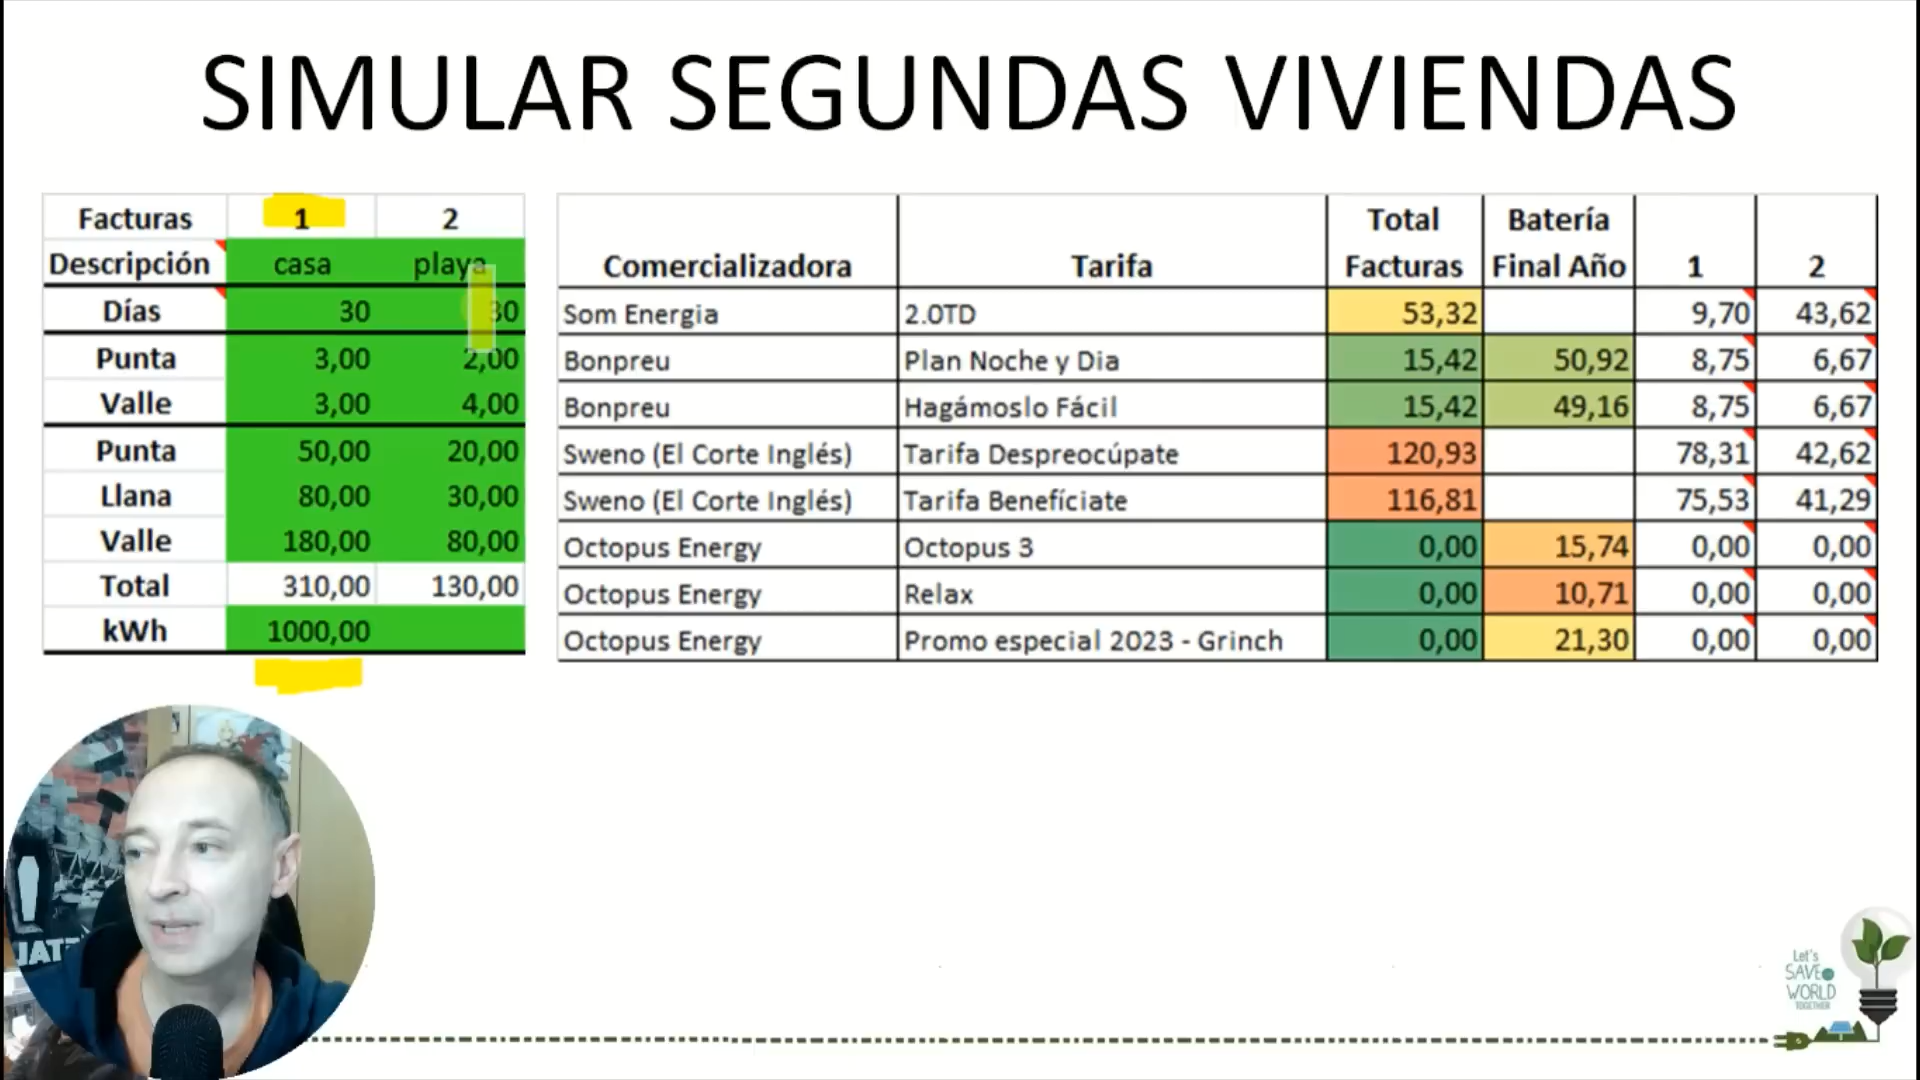 SIMULAR SEGUNDAS VIVIENDAS
Facturas 1 2
Descripción casa playa
Días 30 30
Punta 3,00 2,00
Valle 3,00 4,00
Punta 50,00 20,00
Llana 80,00 30,00
Valle 180,00 80,00
Total 310,00 130,00
kWh 1000,00
Comercializadora Tarifa Total Facturas Batería Final Año 1 2
Som Energia 2.0TD 53,32 9,70 43,62
Bonpreu Plan Noche y Dia 15,42 50,92 8,75 6,67
Bonpreu Hagámoslo Fácil 15,42 49,16 8,75 6,67
Sweno (El Corte Inglés) Tarifa Despreocúpate 120,93 78,31 42,62
Sweno (El Corte Inglés) Tarifa Benefíciate 116,81 75,53 41,29
Octopus Energy Octopus 3 0,00 15,74 0,00 0,00
Octopus Energy Relax 0,00 10,71 0,00 0,00
Octopus Energy Promo especial 2023 - Grinch 0,00 21,30 0,00 0,00
Let's
SAVE
WORLD
TOGETHER